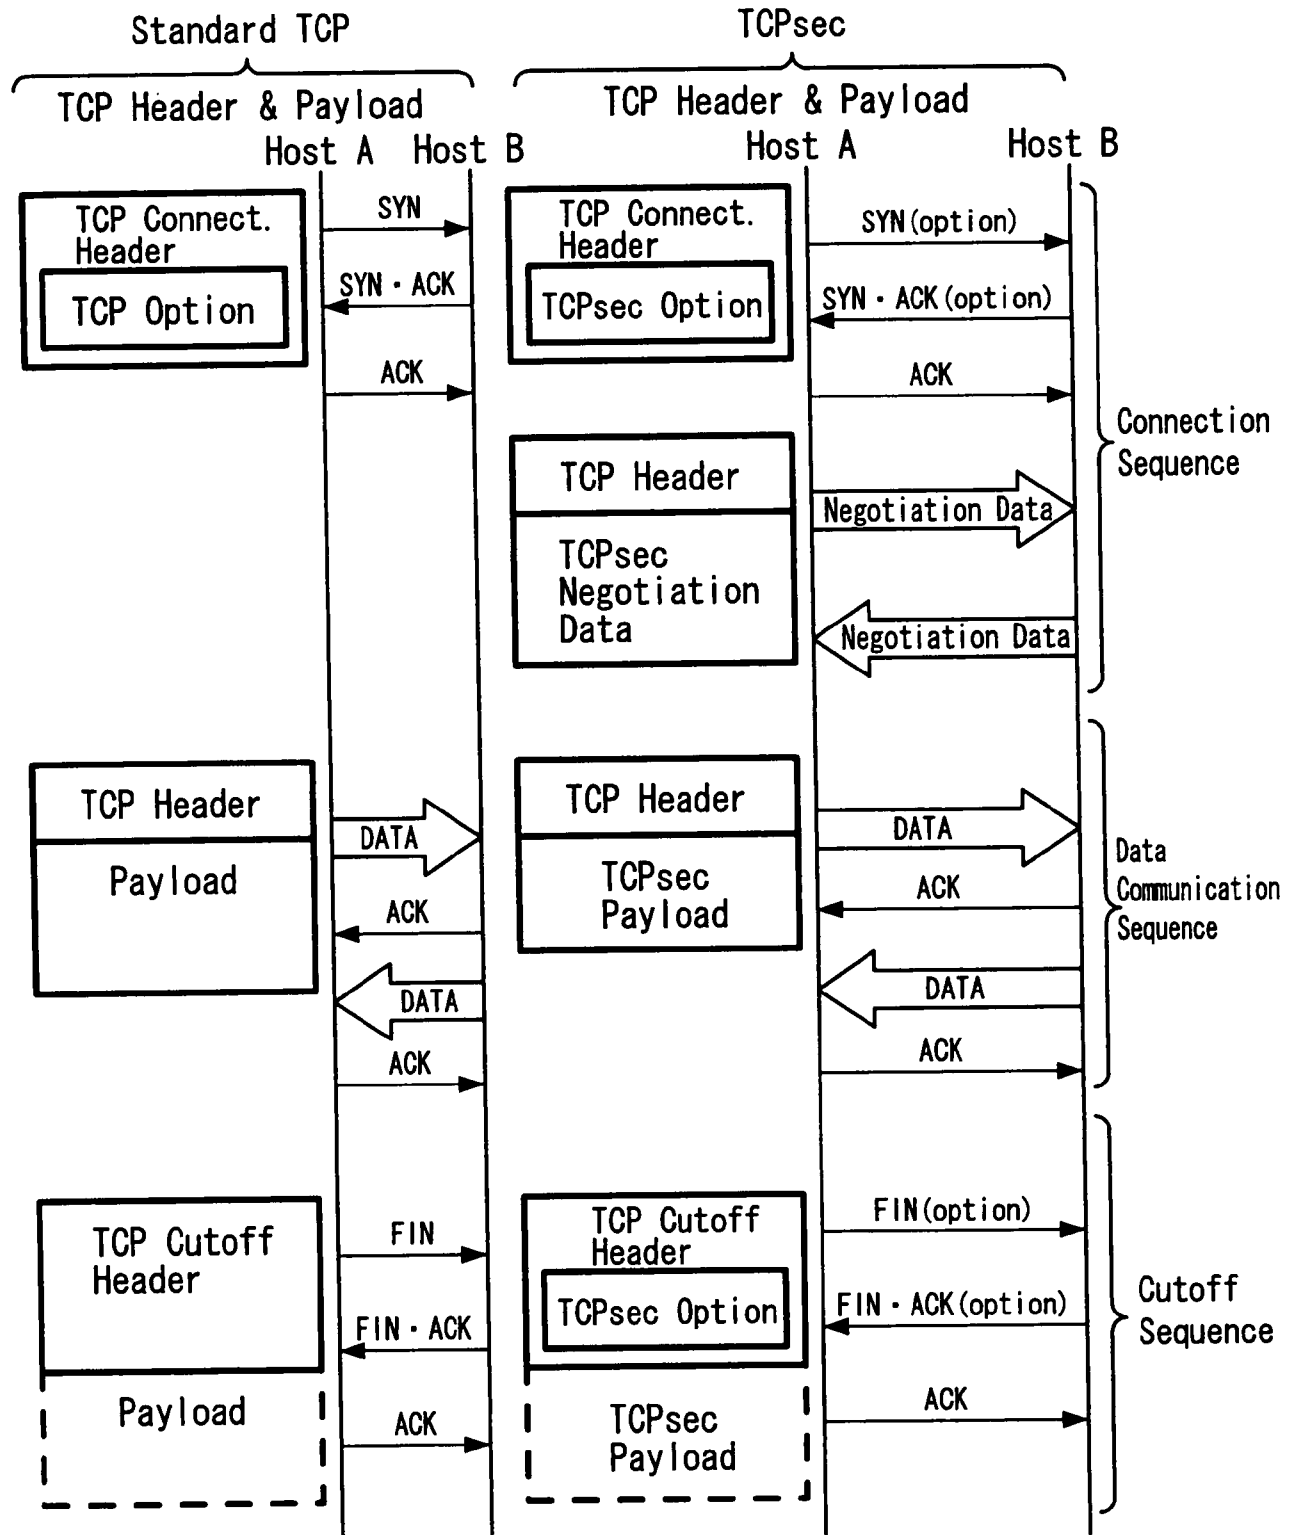 Standard TCP
TCP Header & Payload
Host A
Host B
TCP Connect.
Header
TCP Option
SYN
SYN・ACK
ACK
TCP Header
Payload
DATA
ACK
DATA
ACK
TCP Cutoff
Header
Payload
FIN
FIN・ACK
ACK
TCPsec
TCP Header & Payload
Host A
Host B
TCP Connect.
Header
TCPsec Option
SYN(option)
SYN・ACK(option)
ACK
TCP Header
TCPsec
Negotiation
Data
Negotiation Data
Negotiation Data
Connection
Sequence
TCP Header
TCPsec
Payload
DATA
ACK
DATA
ACK
Data
Communication
Sequence
TCP Cutoff
Header
TCPsec Option
TCPsec
Payload
FIN(option)
FIN・ACK(option)
ACK
Cutoff
Sequence